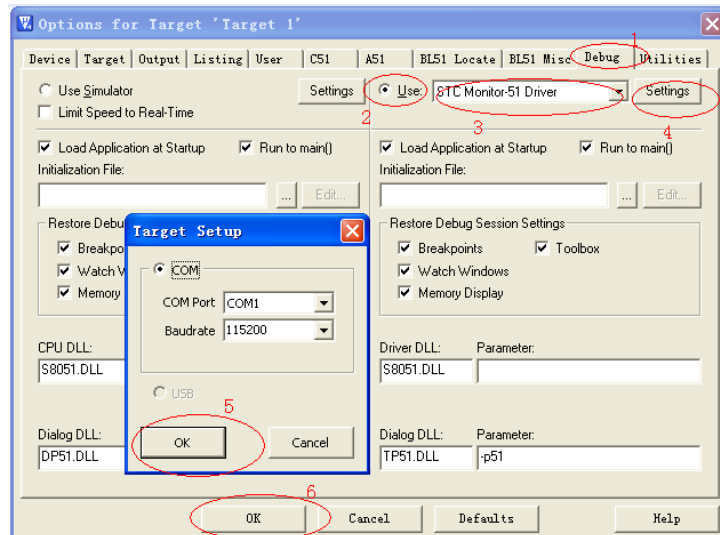 Options for Target 'Target 1'
1
Device Target Output Listing User C51 A51 BL51 Locate BL51 Misc Debug Utilities
Use Simulator Settings Use: STC Monitor-51 Driver Settings
Limit Speed to Real-Time
2 3 4
Load Application at Startup Run to main() Load Application at Startup Run to main()
Initialization File: Initialization File:
... Edit... ... Edit...
Restore Debu Restore Debug Session Settings
Breakpo Breakpoints Toolbox
Watch W Watch Windows
Memory Memory Display
Target Setup
COM
COM Port COM1
Baudrate 115200
USB
5
OK Cancel
CPU DLL: Driver DLL: Parameter:
S8051.DLL S8051.DLL
Dialog DLL: Dialog DLL: Parameter:
DP51.DLL TP51.DLL -p51
6
OK Cancel Defaults Help